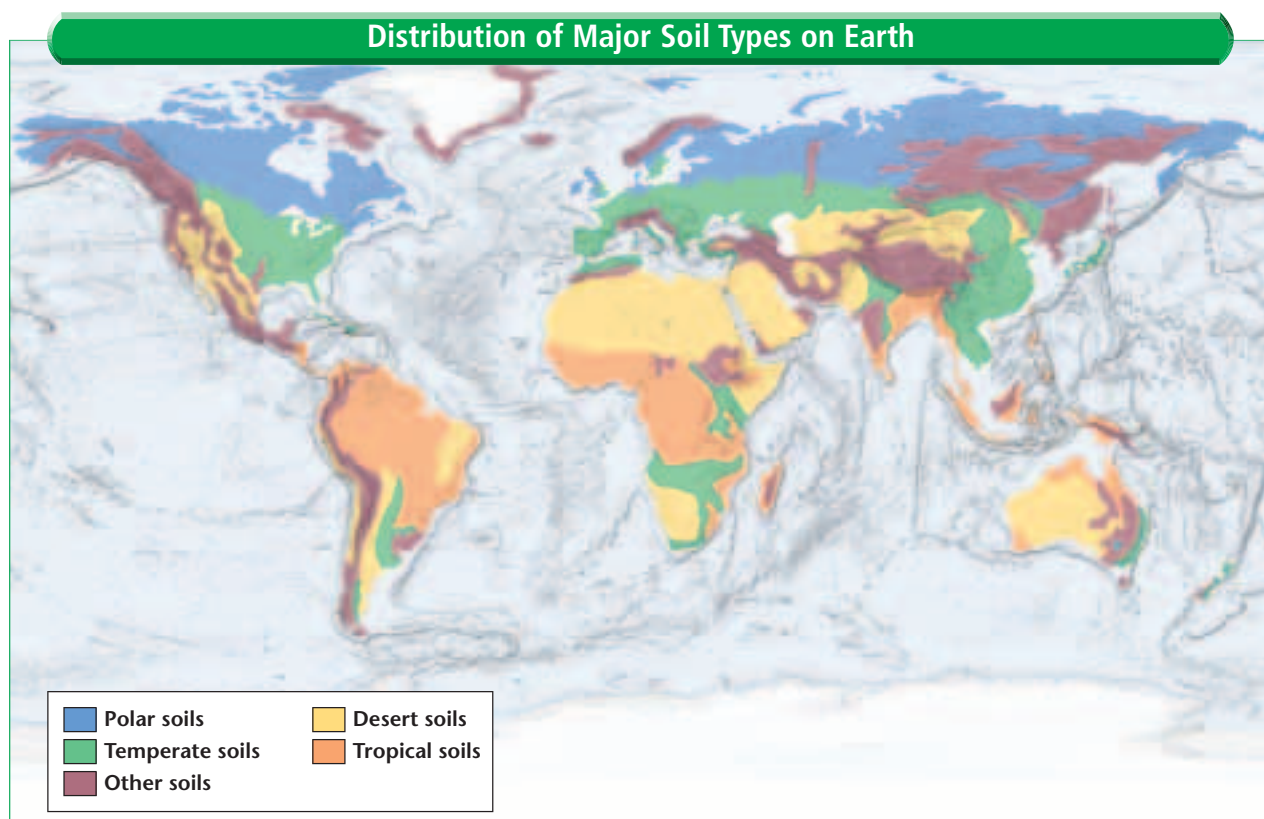 Distribution of Major Soil Types on Earth
Polar soils
Desert soils
Temperate soils
Tropical soils
Other soils